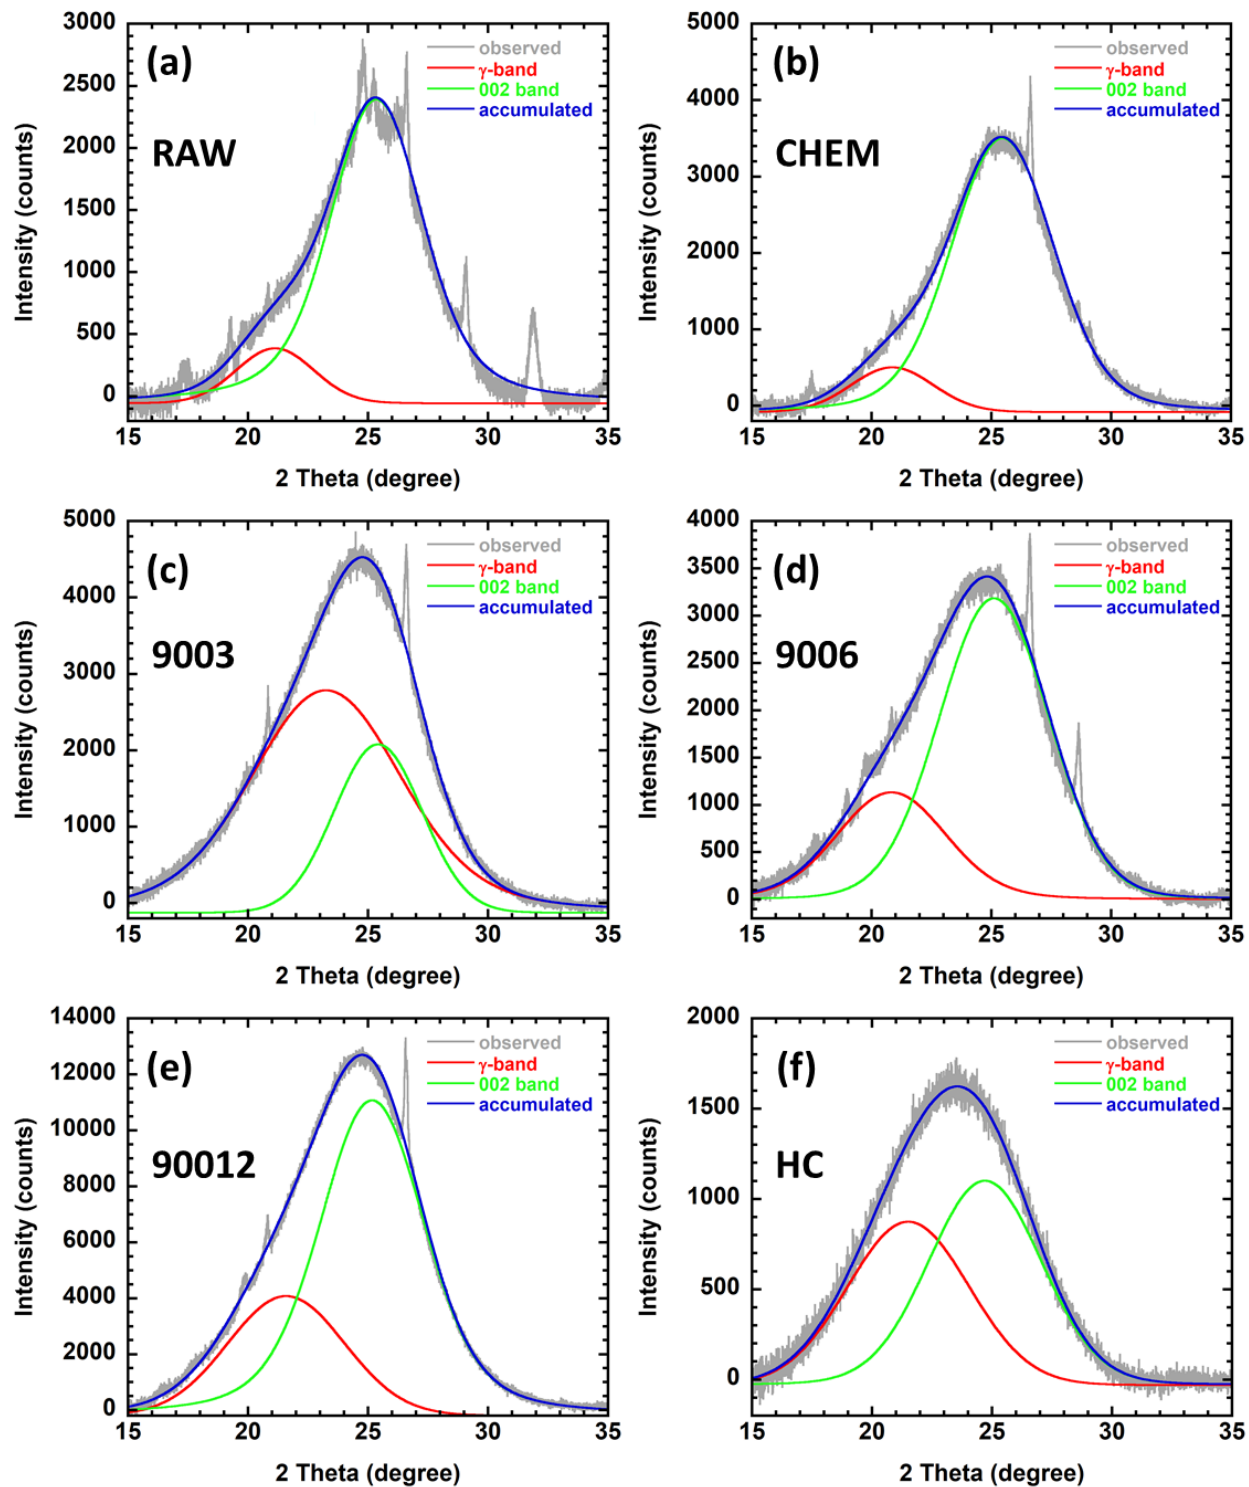 (a)
RAW
observed
γ-band
002 band
accumulated
3000
2500
2000
1500
1000
500
0
Intensity (counts)
15 20 25 30 35
2 Theta (degree)
(b)
CHEM
observed
γ-band
002 band
accumulated
5000
4000
3000
2000
1000
0
Intensity (counts)
15 20 25 30 35
2 Theta (degree)
(c)
9003
observed
γ-band
002 band
accumulated
5000
4000
3000
2000
1000
0
Intensity (counts)
15 20 25 30 35
2 Theta (degree)
(d)
9006
observed
γ-band
002 band
accumulated
4000
3500
3000
2500
2000
1500
1000
500
0
Intensity (counts)
15 20 25 30 35
2 Theta (degree)
(e)
90012
observed
γ-band
002 band
accumulated
14000
12000
10000
8000
6000
4000
2000
0
Intensity (counts)
15 20 25 30 35
2 Theta (degree)
(f)
HC
observed
γ-band
002 band
accumulated
2000
1500
1000
500
0
Intensity (counts)
15 20 25 30 35
2 Theta (degree)